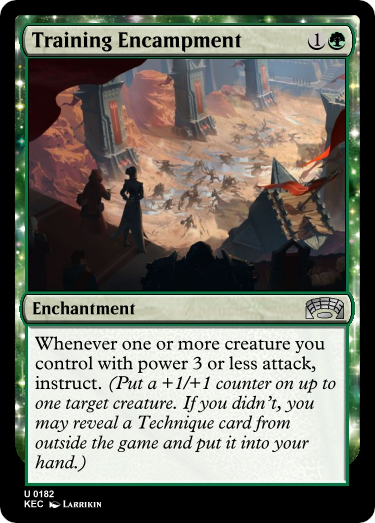 Training Encampment 1
Enchantment
Whenever one or more creature you
control with power 3 or less attack,
instruct. (Put a +1/+1 counter on up to
one target creature. If you didn't, you
may reveal a Technique card from
outside the game and put it into your
hand.)
U 0182
KEC Larrikin